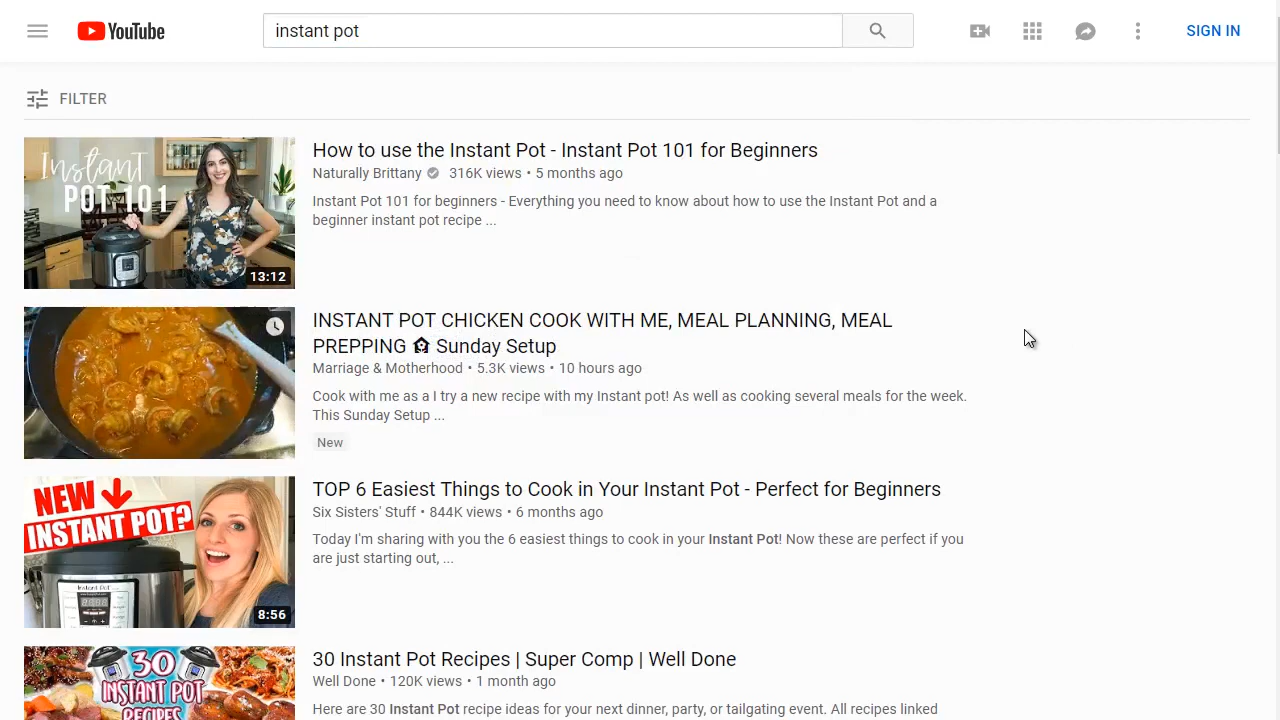 YouTube
instant pot
SIGN IN
FILTER
Instant
POT 101
13:12
How to use the Instant Pot - Instant Pot 101 for Beginners
Naturally Brittany 316K views • 5 months ago
Instant Pot 101 for beginners - Everything you need to know about how to use the Instant Pot and a
beginner instant pot recipe ...
INSTANT POT CHICKEN COOK WITH ME, MEAL PLANNING, MEAL
PREPPING 🏠 Sunday Setup
Marriage & Motherhood • 5.3K views • 10 hours ago
Cook with me as a I try a new recipe with my Instant pot! As well as cooking several meals for the week.
This Sunday Setup ...
New
NEW
INSTANT POT?
Instant Pot
8:56
TOP 6 Easiest Things to Cook in Your Instant Pot - Perfect for Beginners
Six Sisters' Stuff • 844K views • 6 months ago
Today I'm sharing with you the 6 easiest things to cook in your Instant Pot! Now these are perfect if you
are just starting out, ...
30
INSTANT POT
RECIPES
30 Instant Pot Recipes | Super Comp | Well Done
Well Done • 120K views • 1 month ago
Here are 30 Instant Pot recipe ideas for your next dinner, party, or tailgating event. All recipes linked